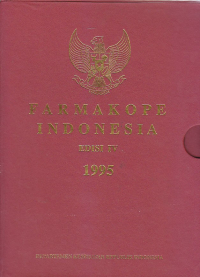 FARMAKOPE
INDONESIA
EDISI IV
1995